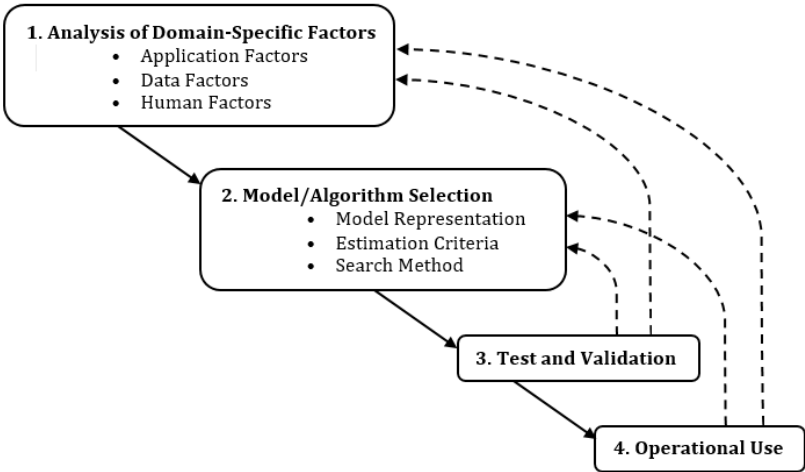 1. Analysis of Domain-Specific Factors
• Application Factors
• Data Factors
• Human Factors
2. Model/Algorithm Selection
• Model Representation
• Estimation Criteria
• Search Method
3. Test and Validation
4. Operational Use